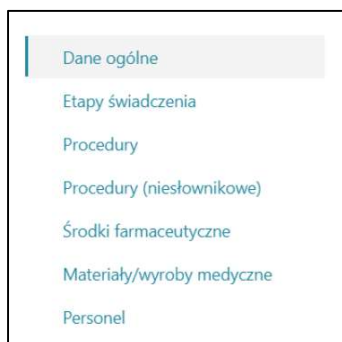 Dane ogólne
Etapy świadczenia
Procedury
Procedury (niesłownikowe)
Środki farmaceutyczne
Materiały/wyroby medyczne
Personel